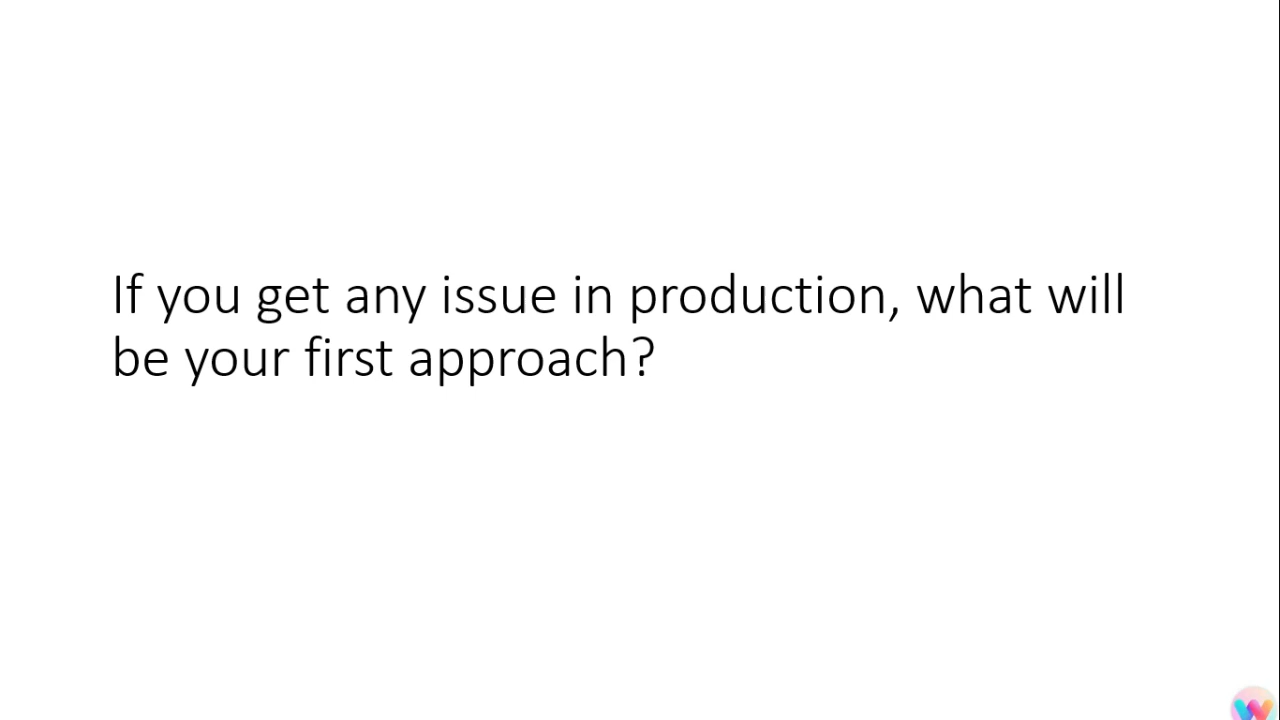 If you get any issue in production, what will
be your first approach?